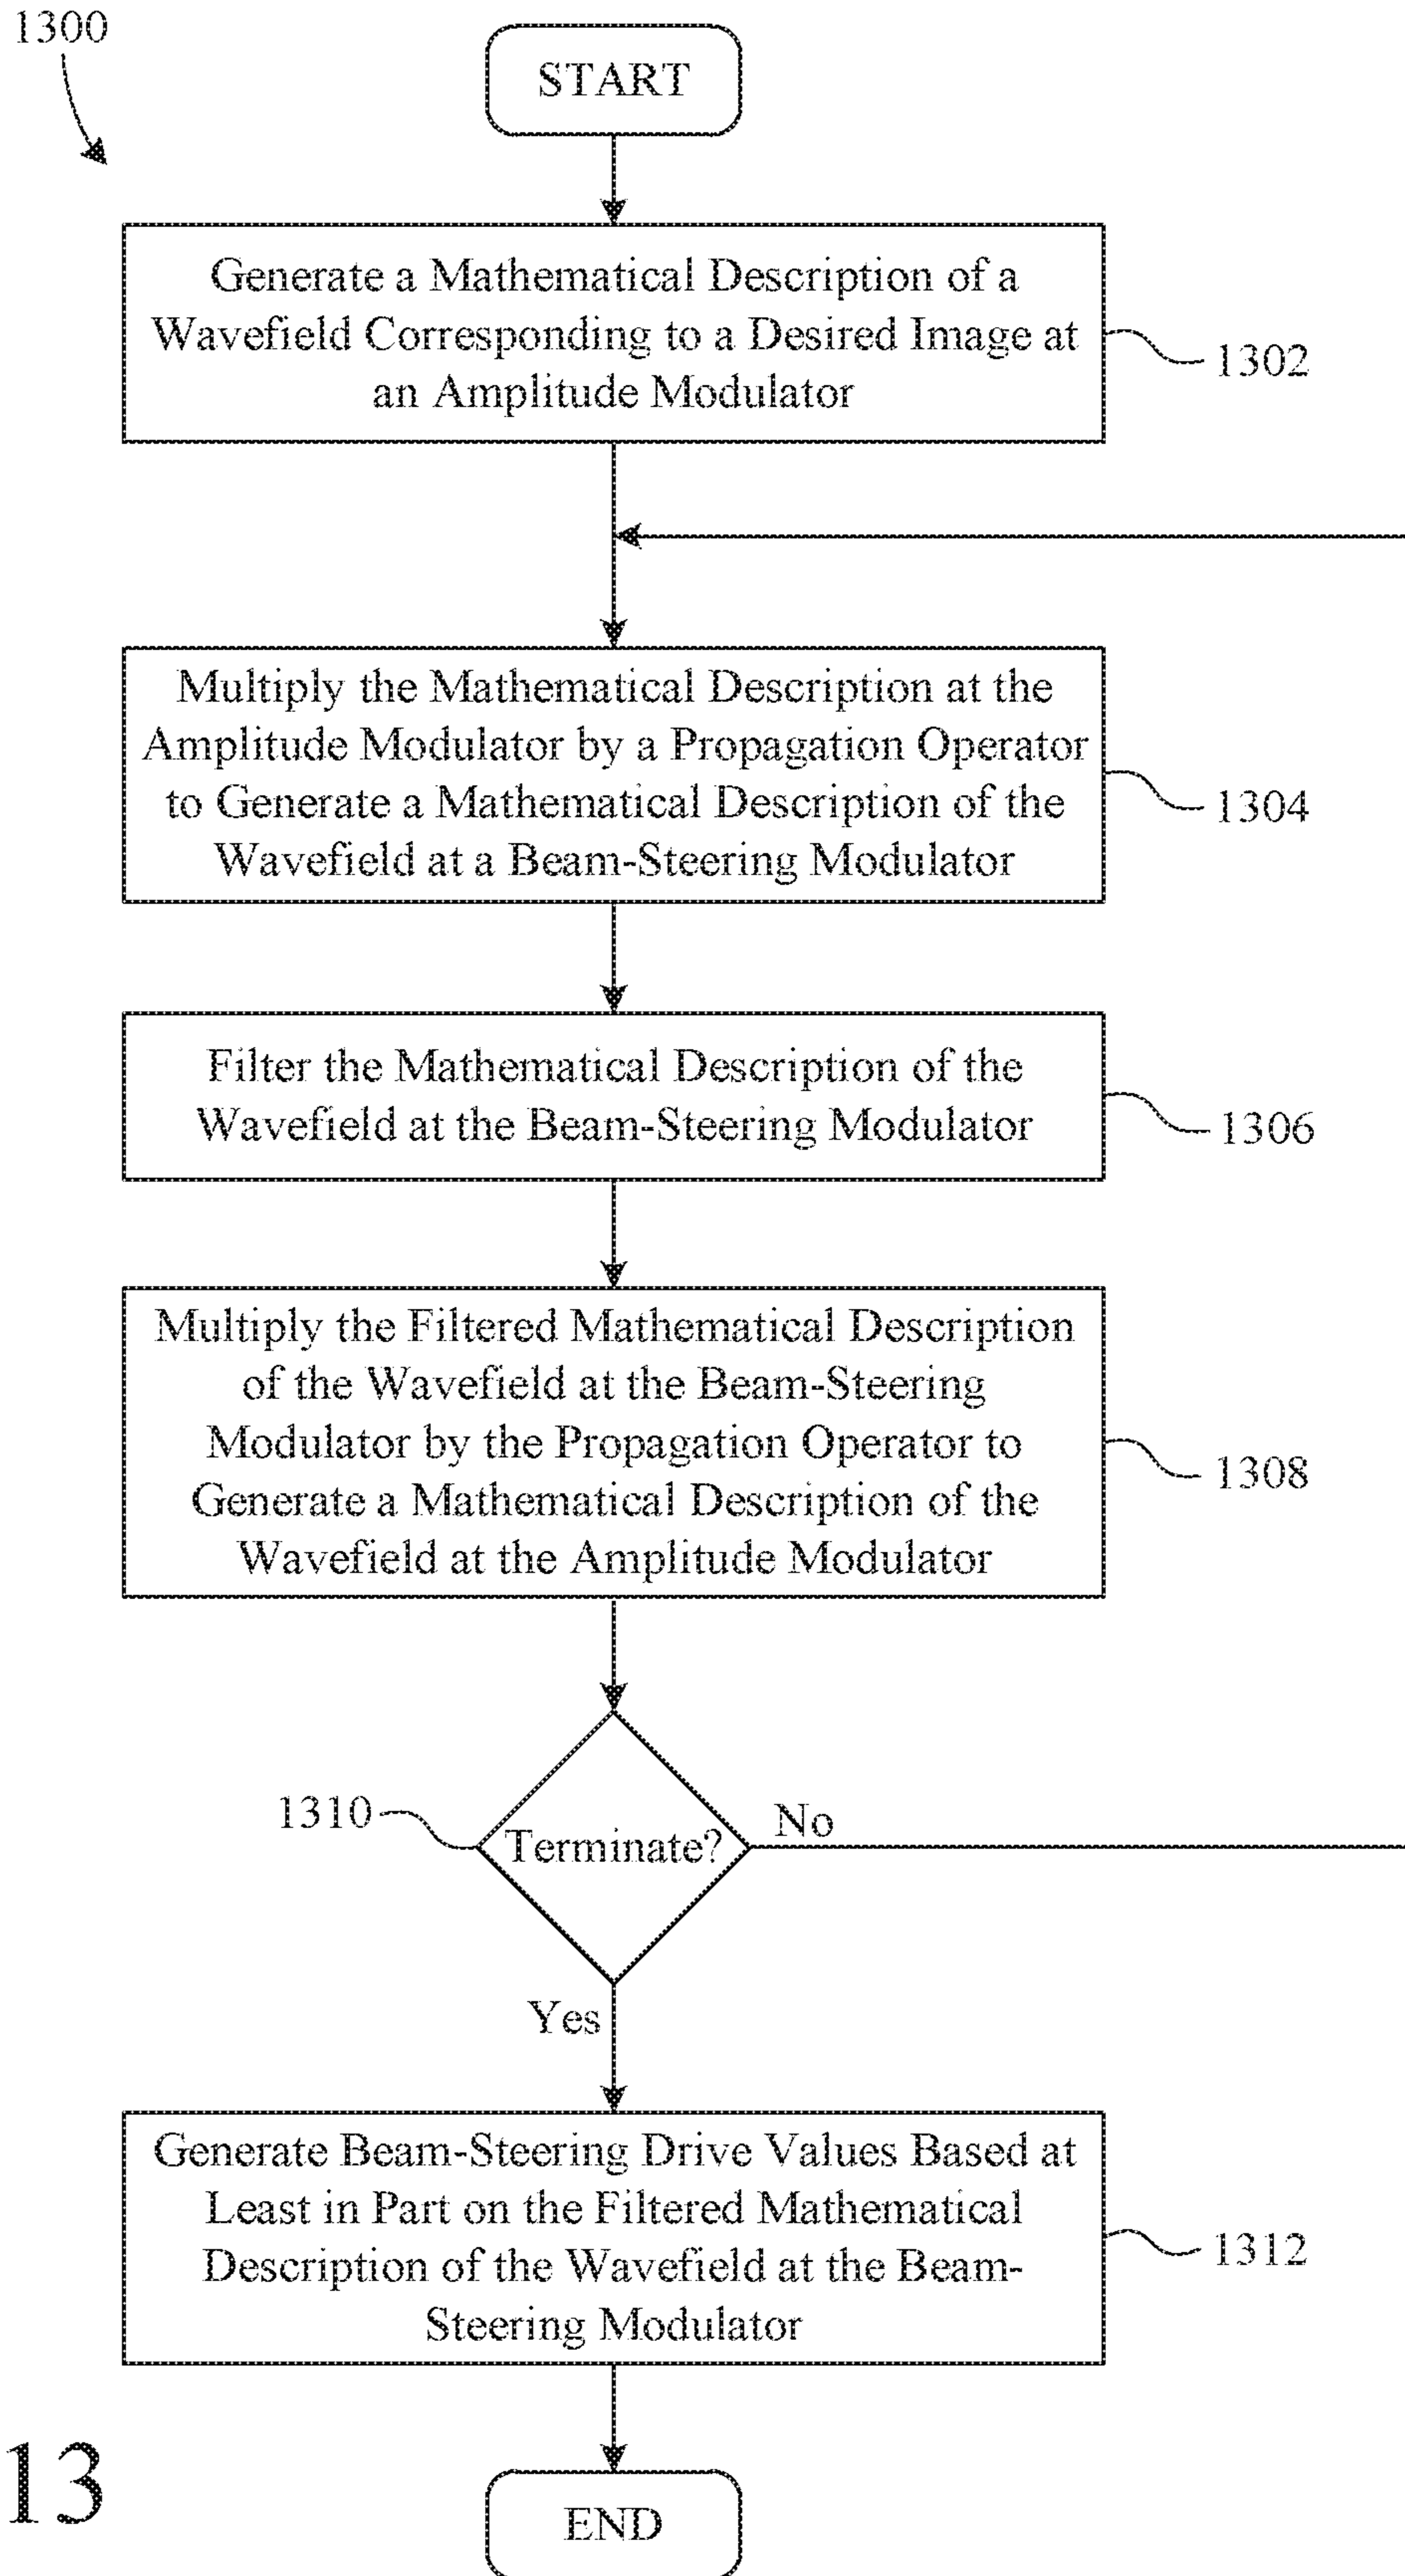 1300
START
Generate a Mathematical Description of a
Wavefield Corresponding to a Desired Image at
an Amplitude Modulator
1302
Multiply the Mathematical Description at the
Amplitude Modulator by a Propagation Operator
to Generate a Mathematical Description of the
Wavefield at a Beam-Steering Modulator
1304
Filter the Mathematical Description of the
Wavefield at the Beam-Steering Modulator
1306
Multiply the Filtered Mathematical Description
of the Wavefield at the Beam-Steering
Modulator by the Propagation Operator to
Generate a Mathematical Description of the
Wavefield at the Amplitude Modulator
1308
1310
Terminate?
No
Yes
Generate Beam-Steering Drive Values Based at
Least in Part on the Filtered Mathematical
Description of the Wavefield at the Beam-
Steering Modulator
1312
13
END